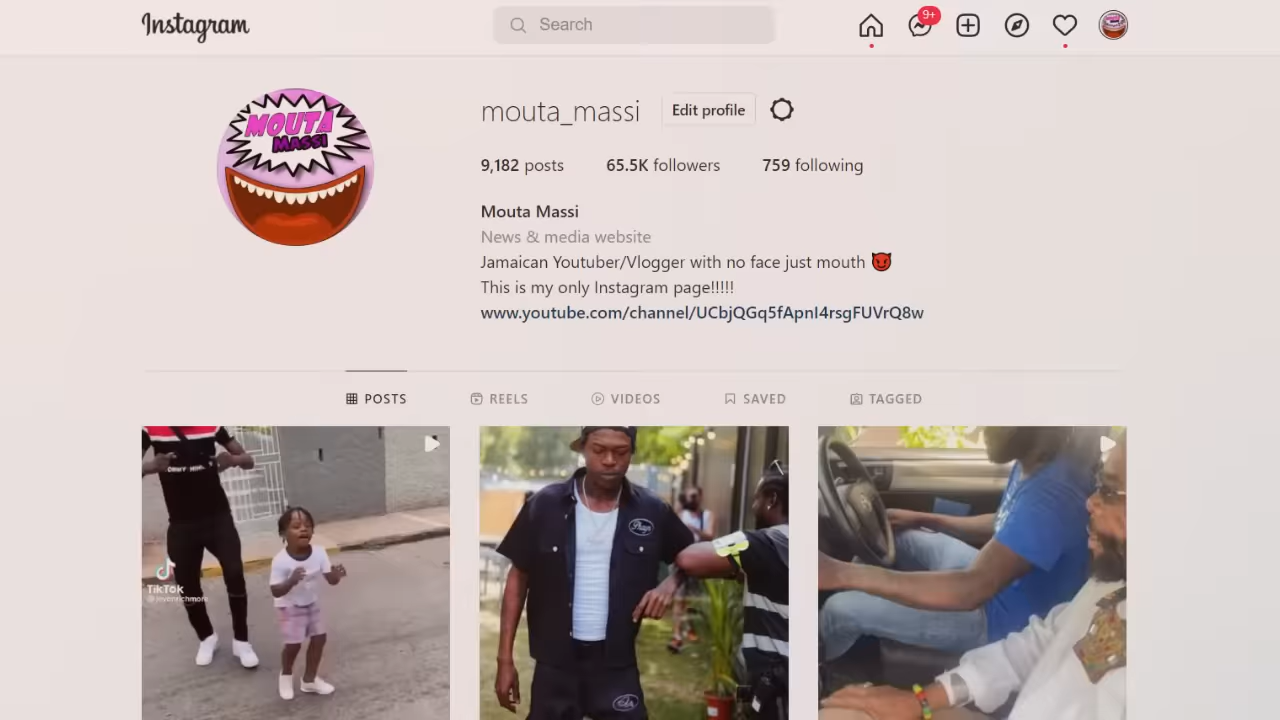 Instagram
Search
9+
MOUTA
MASSI
mouta_massi
Edit profile
9,182 posts 65.5K followers 759 following
Mouta Massi
News & media website
Jamaican Youtuber/Vlogger with no face just mouth 😈
This is my only Instagram page!!!!!
www.youtube.com/channel/UCbjQGq5fApnI4rsgFUVrQ8w
POSTS REELS VIDEOS SAVED TAGGED
TikTok